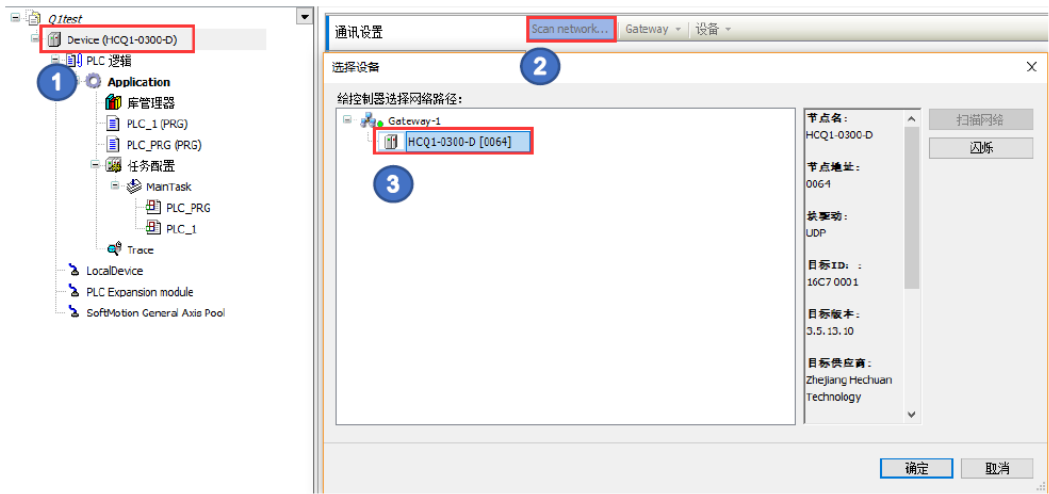 Q1test
Device (HCQ1-0300-D)
PLC 逻辑
1
Application
库管理器
PLC_1 (PRG)
PLC_PRG (PRG)
任务配置
MainTask
PLC_PRG
PLC_1
Trace
LocalDevice
PLC Expansion module
SoftMotion General Axis Pool
通讯设置
Scan network...
Gateway
设备
2
选择设备
给控制器选择网络路径:
Gateway-1
HCQ1-0300-D [0064]
3
节点名:
HCQ1-0300-D
节点地址:
0064
块驱动:
UDP
目标ID: :
16C7 0001
目标版本:
3.5.13.10
目标供应商:
Zhejiang Hechuan
Technology
扫描网络
闪烁
确定
取消